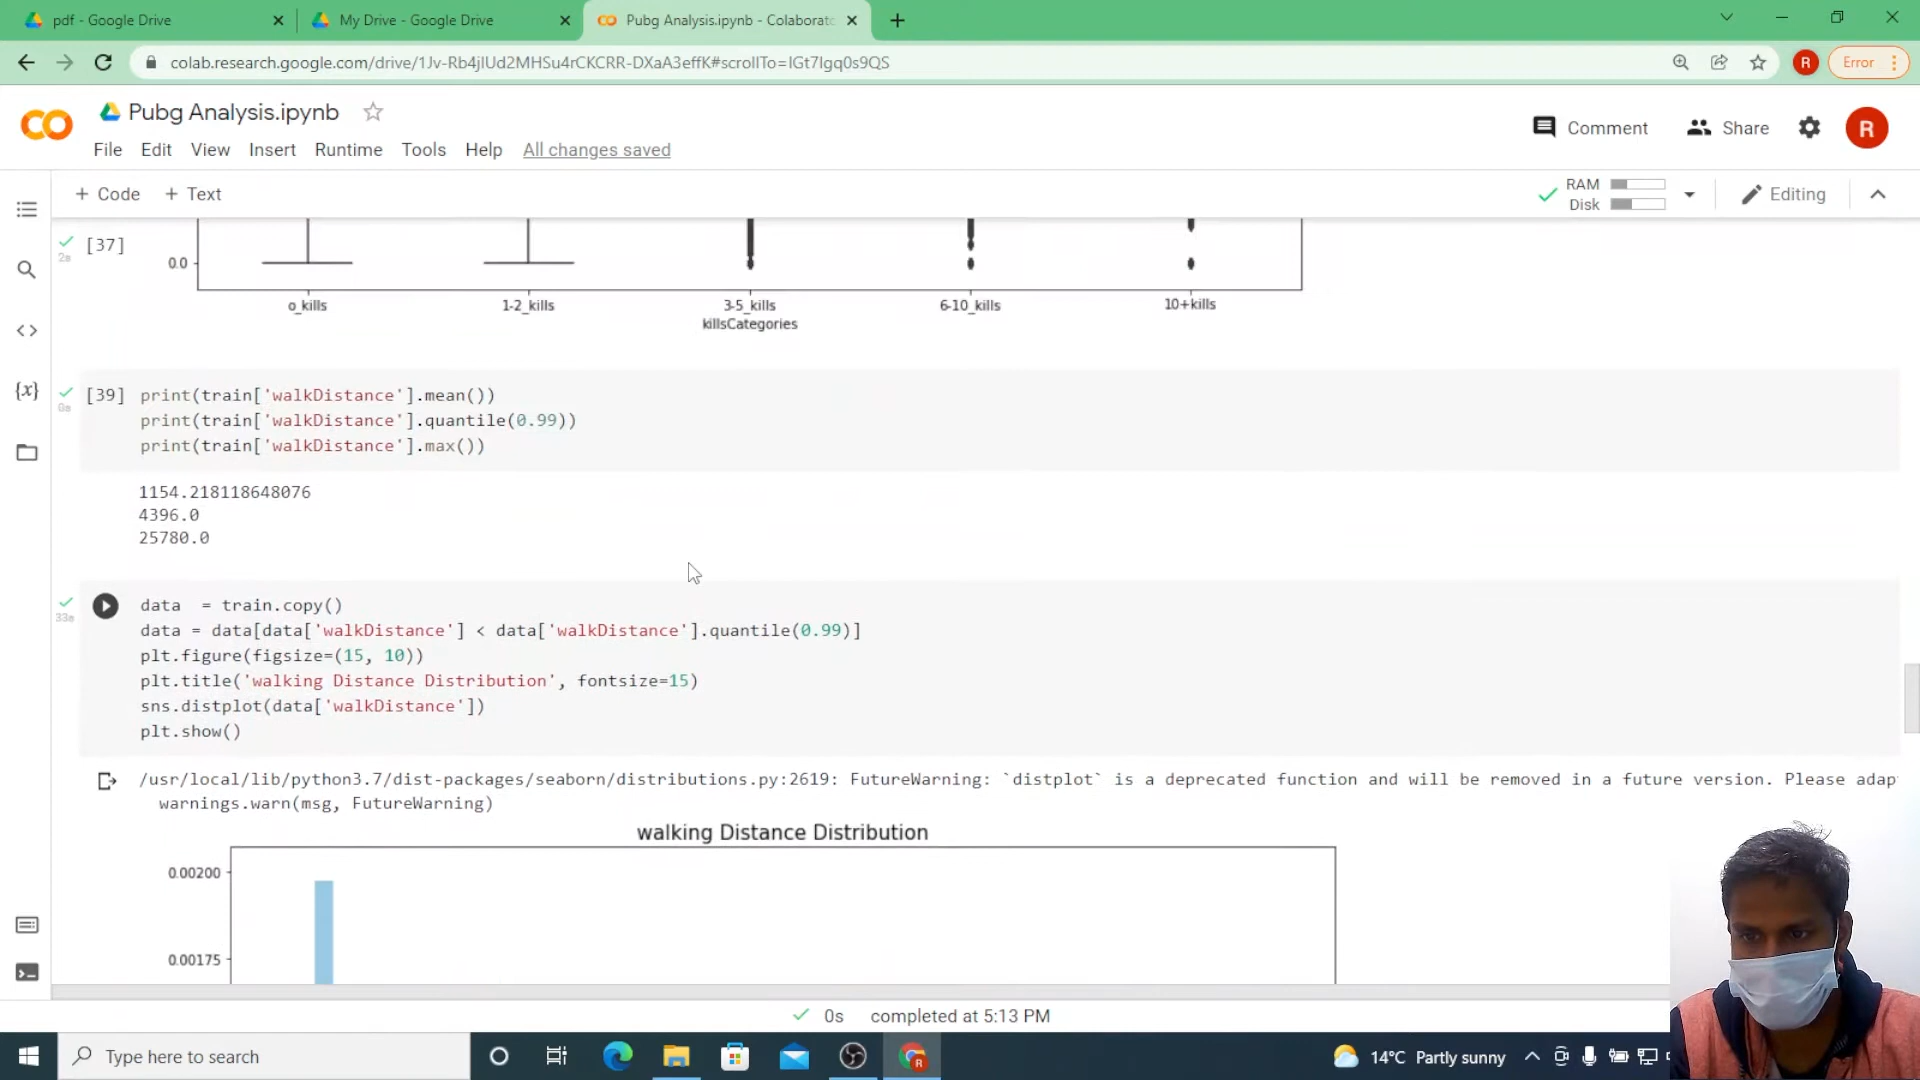 pdf - Google Drive
My Drive - Google Drive
Pubg Analysis.ipynb - Colaborato
colab.research.google.com/drive/1Jv-Rb4jlUd2MHSu4rCKCRR-DXaA3effK#scrollTo=lGt7Igq0s9QS
R
Error
CO
Pubg Analysis.ipynb
Comment
Share
R
File Edit View Insert Runtime Tools Help All changes saved
+ Code + Text
RAM
Disk
Editing
[37]
2s
0.0
o_kills 1-2_kills 3-5_kills 6-10_kills 10+kills
killsCategories
[39] print(train['walkDistance'].mean())
0s
print(train['walkDistance'].quantile(0.99))
print(train['walkDistance'].max())
1154.218118648076
4396.0
25780.0
33s
data  = train.copy()
data = data[data['walkDistance'] < data['walkDistance'].quantile(0.99)]
plt.figure(figsize=(15, 10))
plt.title('walking Distance Distribution', fontsize=15)
sns.distplot(data['walkDistance'])
plt.show()
/usr/local/lib/python3.7/dist-packages/seaborn/distributions.py:2619: FutureWarning: `distplot` is a deprecated function and will be removed in a future version. Please adap
warnings.warn(msg, FutureWarning)
walking Distance Distribution
0.00200
0.00175
0s completed at 5:13 PM
Type here to search
R
14°C Partly sunny